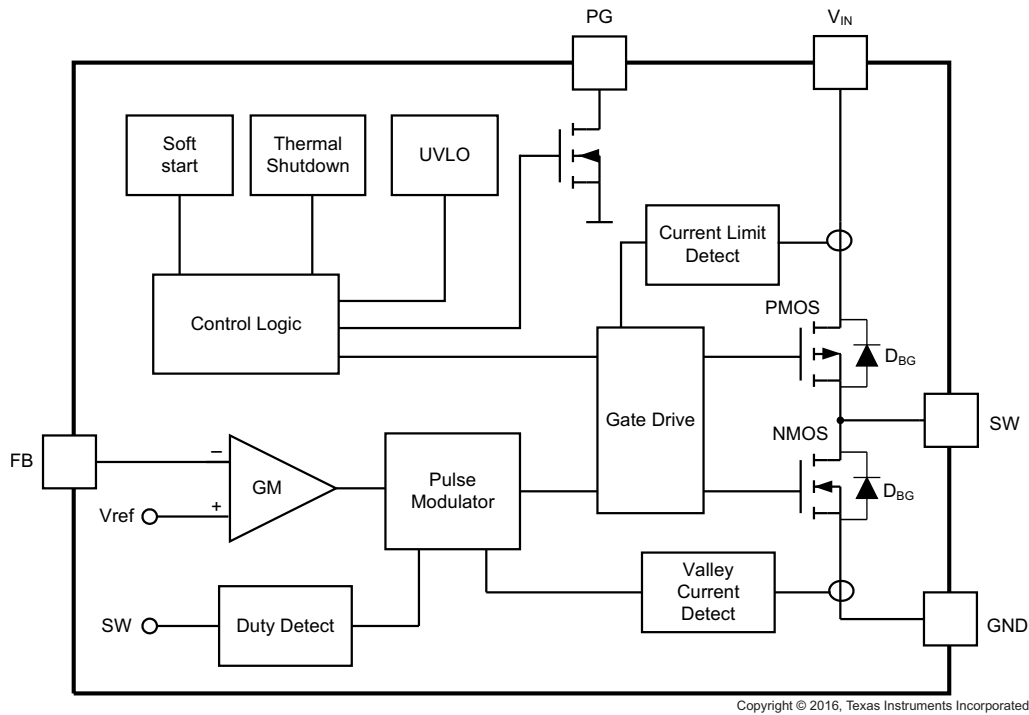 PG
V_IN
Soft
start
Thermal
Shutdown
UVLO
Current Limit
Detect
Control Logic
PMOS
D_BG
Gate Drive
SW
NMOS
FB
−
GM
Pulse
Modulator
D_BG
Vref
+
Valley
Current
Detect
SW
Duty Detect
GND
Copyright © 2016, Texas Instruments Incorporated